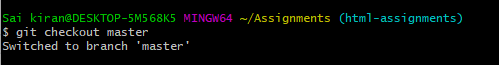 Sai kiran@DESKTOP-5M568K5 MINGW64 ~/Assignments (html-assignments)
$ git checkout master
Switched to branch 'master'